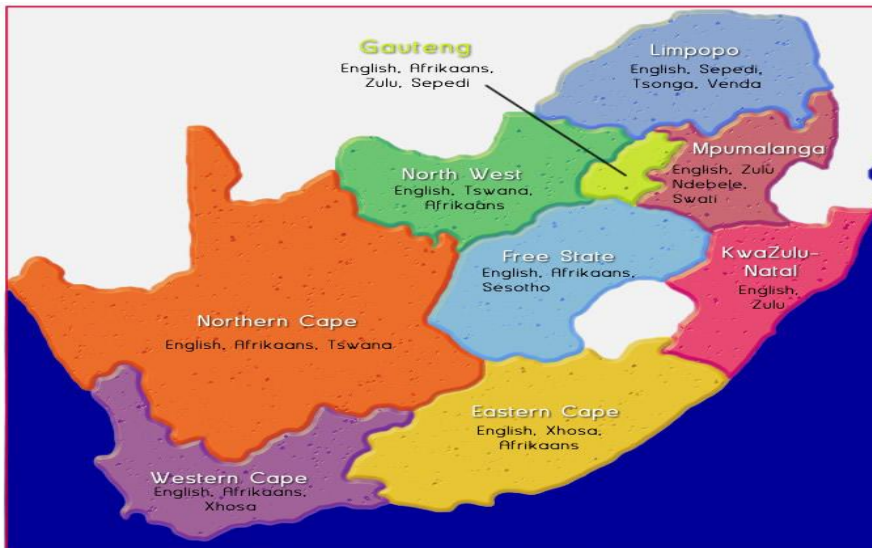 Gauteng
English, Afrikaans,
Zulu, Sepedi
Limpopo
English, Sepedi,
Tsonga, Venda
North West
English, Tswana,
Afrikaans
Mpumalanga
English, Zulu
Ndebele,
Swati
Free State
English, Afrikaans,
Sesotho
KwaZulu-
Natal
English,
Zulu
Northern Cape
English, Afrikaans, Tswana
Eastern Cape
English, Xhosa,
Afrikaans
Western Cape
English, Afrikaans,
Xhosa